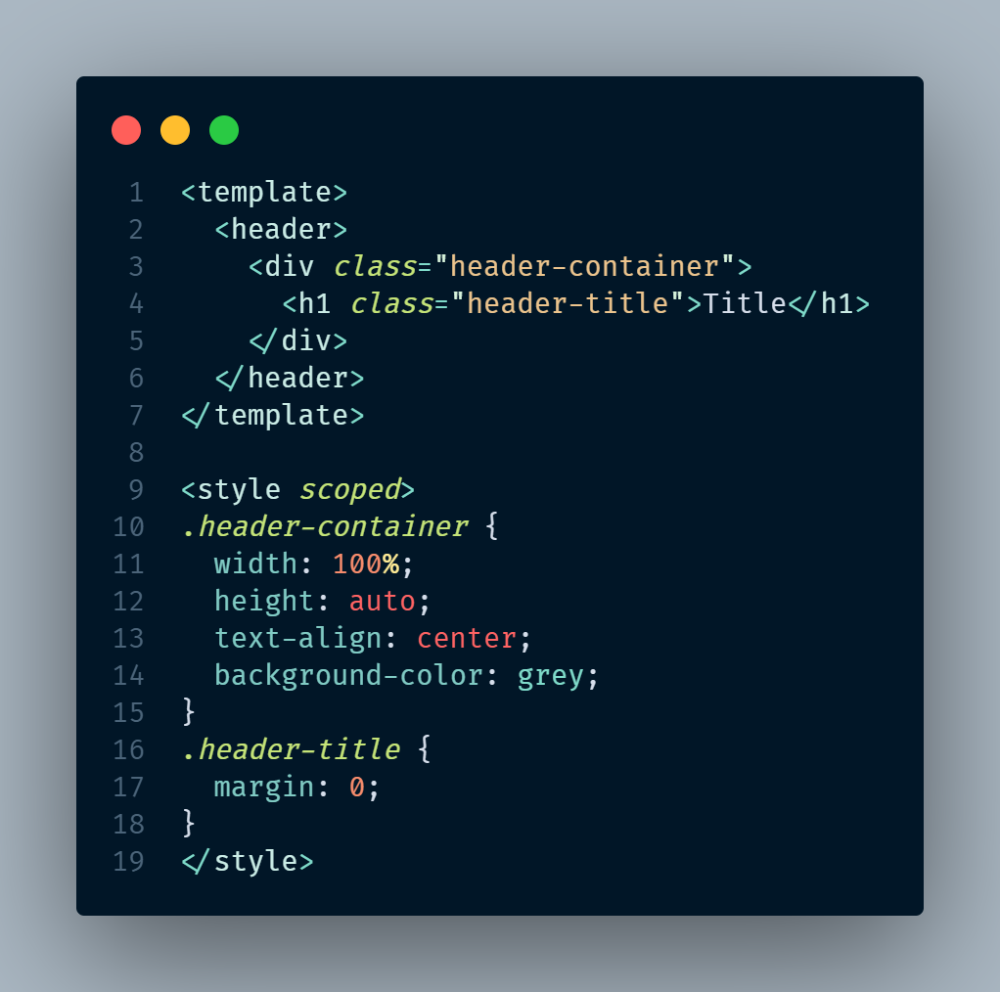 1 <template>
2   <header>
3     <div class="header-container">
4       <h1 class="header-title">Title</h1>
5     </div>
6   </header>
7 </template>
8
9 <style scoped>
10 .header-container {
11   width: 100%;
12   height: auto;
13   text-align: center;
14   background-color: grey;
15 }
16 .header-title {
17   margin: 0;
18 }
19 </style>